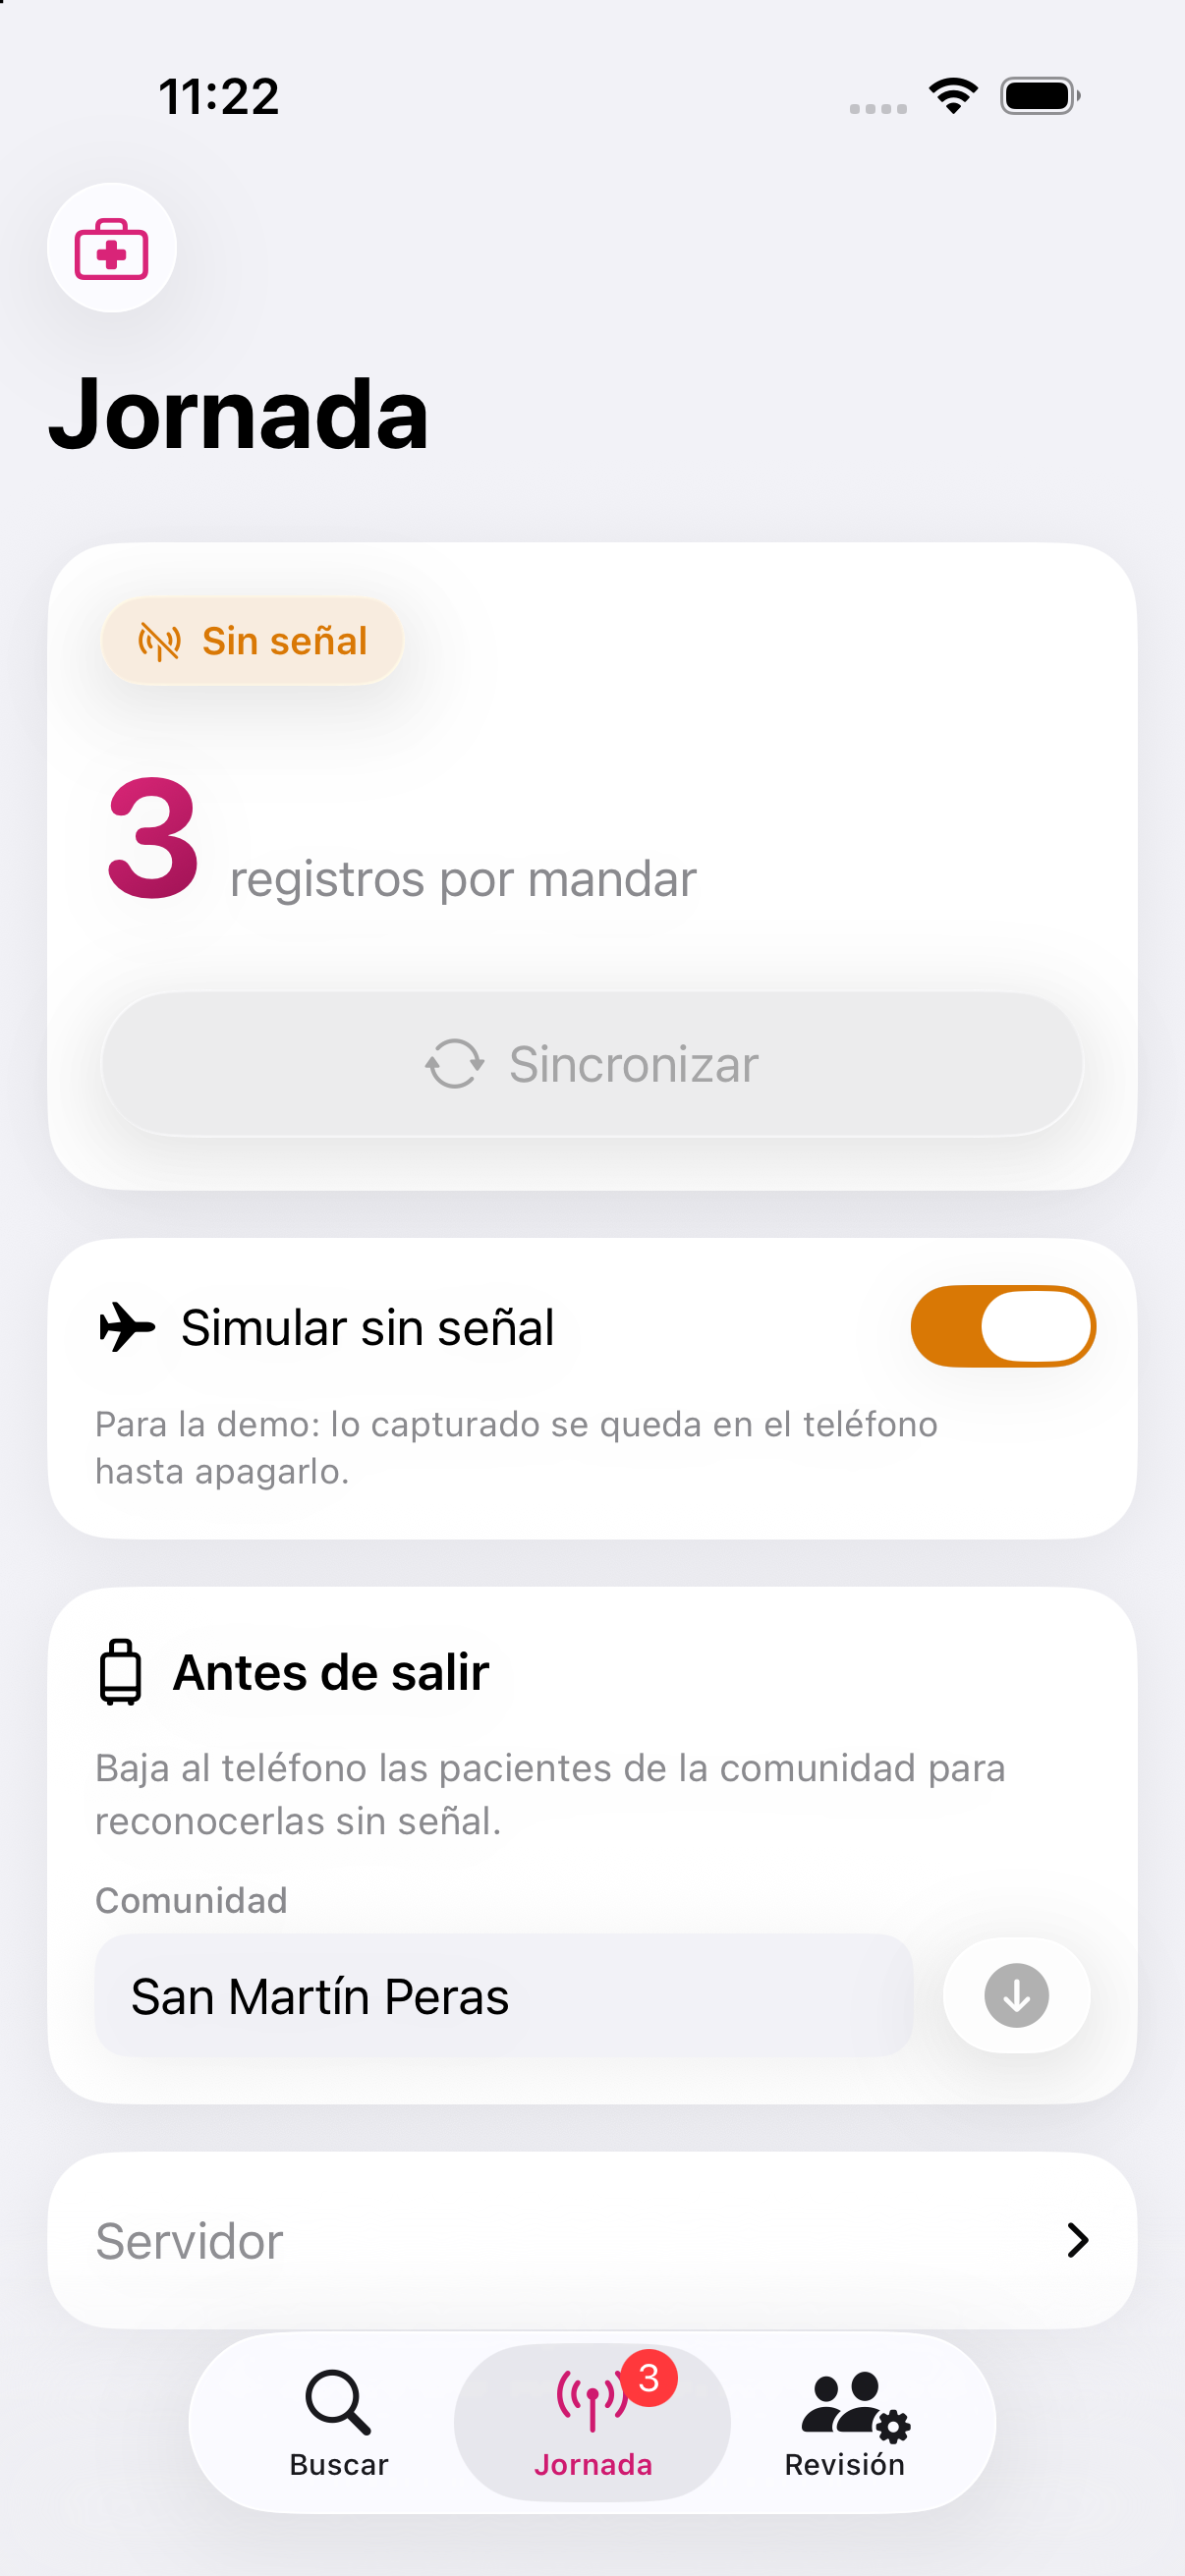 11:22
Jornada
Sin señal
3 registros por mandar
Sincronizar
Simular sin señal
Para la demo: lo capturado se queda en el teléfono
hasta apagarlo.
Antes de salir
Baja al teléfono las pacientes de la comunidad para
reconocerlas sin señal.
Comunidad
San Martín Peras
Servidor
3
Buscar
Jornada
Revisión